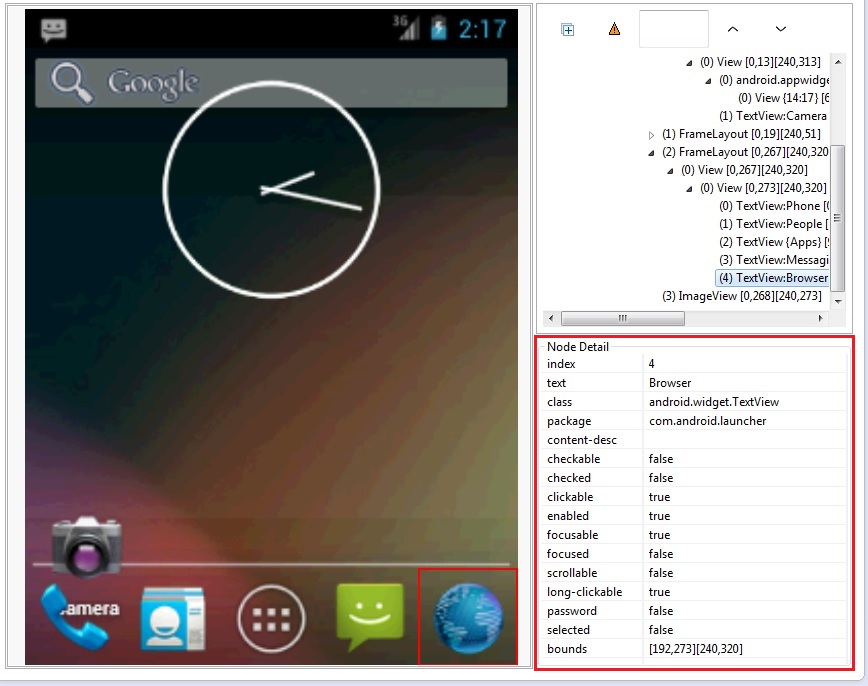 3G 2:17
Google
amera
(0) View [0,13][240,313]
(0) android.appwidge
(0) View {14:17} [6
(1) TextView:Camera
(1) FrameLayout [0,19][240,51]
(2) FrameLayout [0,267][240,320
(0) View [0,267][240,320]
(0) View [0,273][240,320]
(0) TextView:Phone [0
(1) TextView:People [
(2) TextView {Apps} [9
(3) TextView:Messagi
(4) TextView:Browser
(3) ImageView [0,268][240,273]
Node Detail
index 4
text Browser
class android.widget.TextView
package com.android.launcher
content-desc
checkable false
checked false
clickable true
enabled true
focusable true
focused false
scrollable false
long-clickable true
password false
selected false
bounds [192,273][240,320]